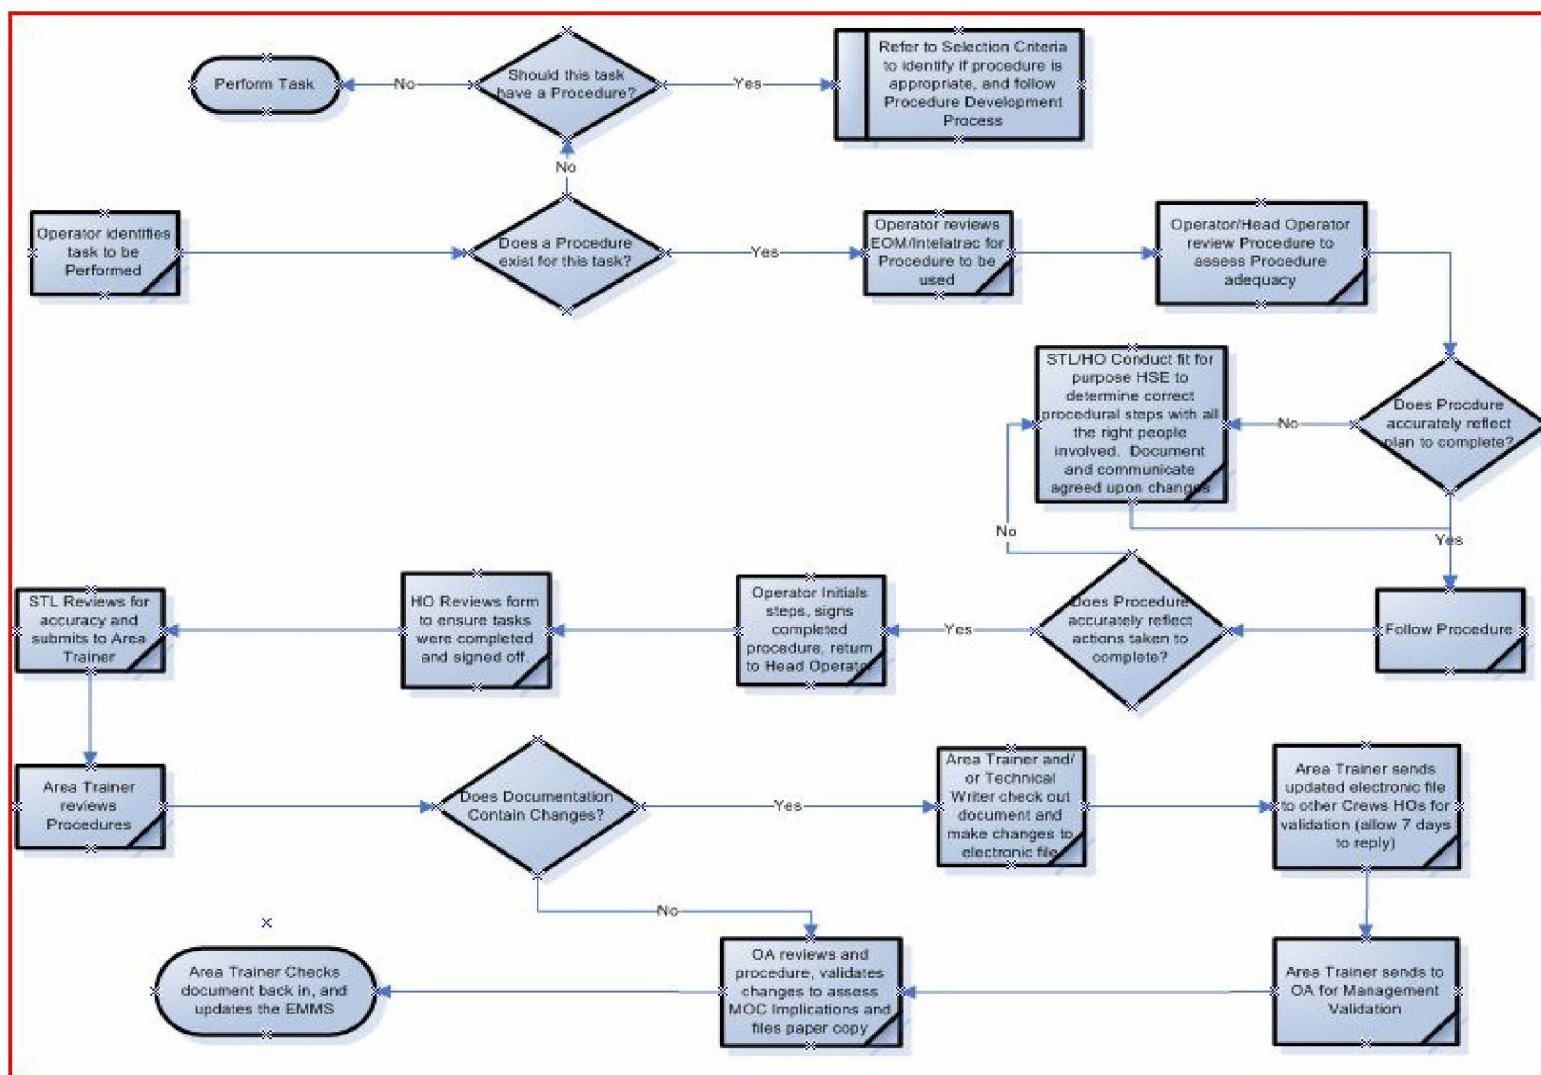 Perform Task
No
Should this task
have a Procedure?
Yes
Refer to Selection Criteria
to identify if procedure is
appropriate, and follow
Procedure Development
Process
No
Operator identifies
task to be
Performed
Does a Procedure
exist for this task?
Yes
Operator reviews
EOM/Intelatrac for
Procedure to be
used
Operator/Head Operator
review Procedure to
assess Procedure
adequacy
STL/HO Conduct fit for
purpose HSE to
determine correct
procedural steps with all
the right people
involved. Document
and communicate
agreed upon changes
No
Does Procdure
accurately reflect
plan to complete?
No
Yes
STL Reviews for
accuracy and
submits to Area
Trainer
HO Reviews form
to ensure tasks
were completed
and signed off.
Operator Initials
steps, signs
completed
procedure, return
to Head Operator
Yes
Does Procedure
accurately reflect
actions taken to
complete?
Follow Procedure
Area Trainer
reviews
Procedures
Does Documentation
Contain Changes?
Yes
Area Trainer and/
or Technical
Writer check out
document and
make changes to
electronic file
Area Trainer sends
updated electronic file
to other Crews HOs for
validation (allow 7 days
to reply)
No
Area Trainer Checks
document back in, and
updates the EMMS
OA reviews and
procedure, validates
changes to assess
MOC Implications and
files paper copy
Area Trainer sends to
OA for Management
Validation